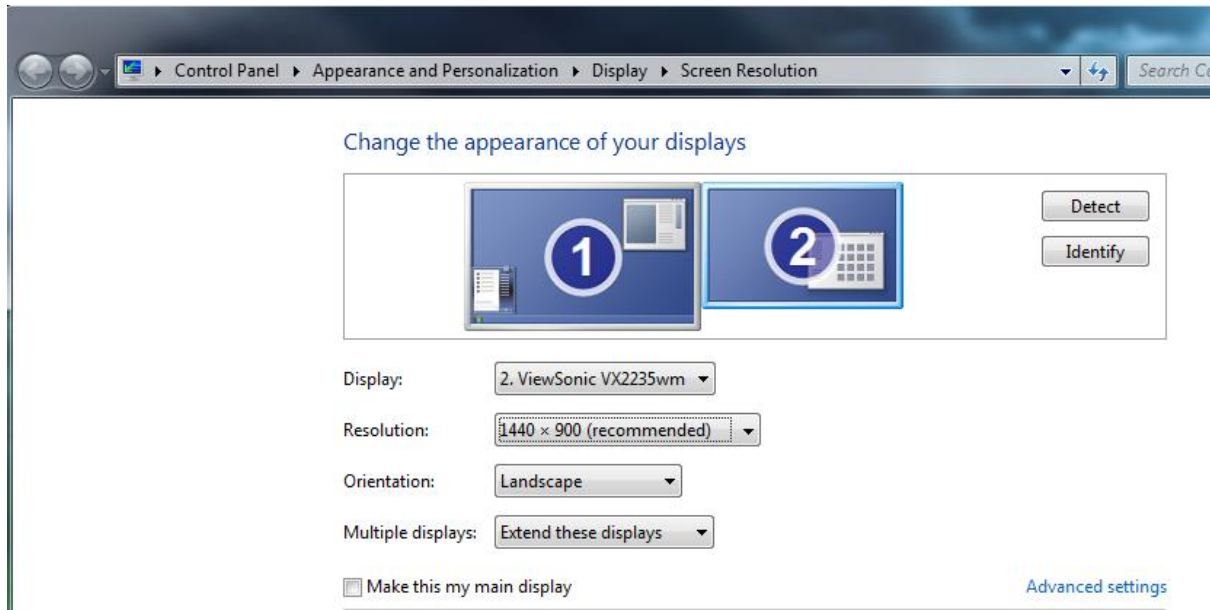 Control Panel ▸ Appearance and Personalization ▸ Display ▸ Screen Resolution
Search Co
Change the appearance of your displays
1
2
Detect
Identify
Display: 2. ViewSonic VX2235wm
Resolution: 1440 × 900 (recommended)
Orientation: Landscape
Multiple displays: Extend these displays
Make this my main display
Advanced settings